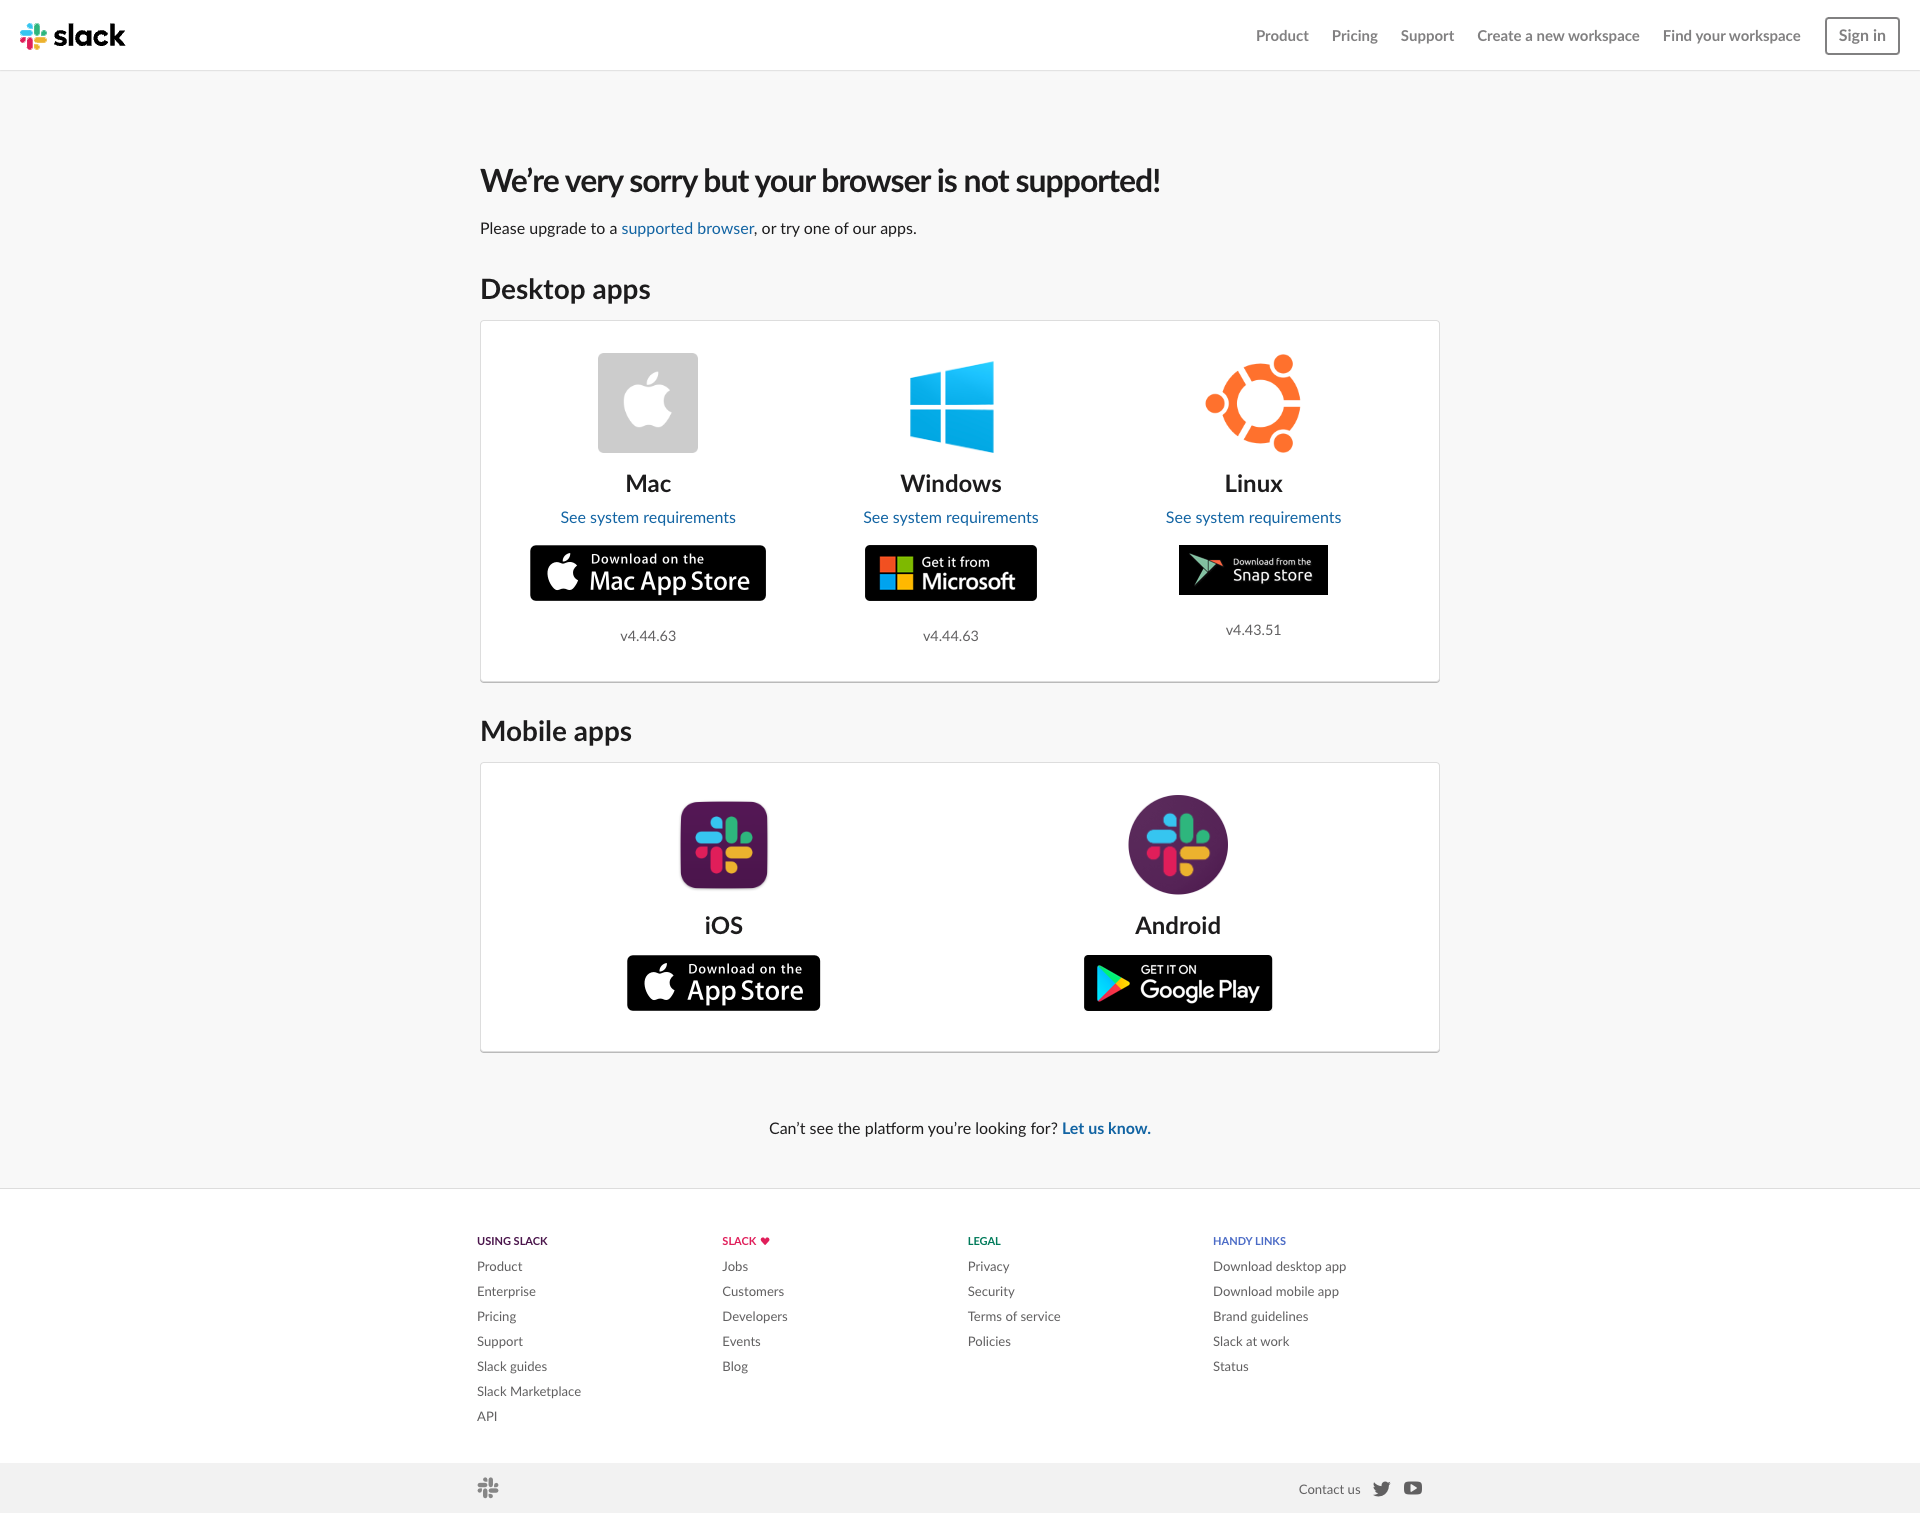 slack
Product Pricing Support Create a new workspace Find your workspace Sign in
We’re very sorry but your browser is not supported!
Please upgrade to a supported browser, or try one of our apps.
Desktop apps
Mac
See system requirements
Download on the
Mac App Store
v4.44.63
Windows
See system requirements
Get it from
Microsoft
v4.44.63
Linux
See system requirements
Download from the
Snap store
v4.43.51
Mobile apps
iOS
Download on the
App Store
Android
GET IT ON
Google Play
Can’t see the platform you’re looking for? Let us know.
USING SLACK
Product
Enterprise
Pricing
Support
Slack guides
Slack Marketplace
API
SLACK ♥
Jobs
Customers
Developers
Events
Blog
LEGAL
Privacy
Security
Terms of service
Policies
HANDY LINKS
Download desktop app
Download mobile app
Brand guidelines
Slack at work
Status
Contact us